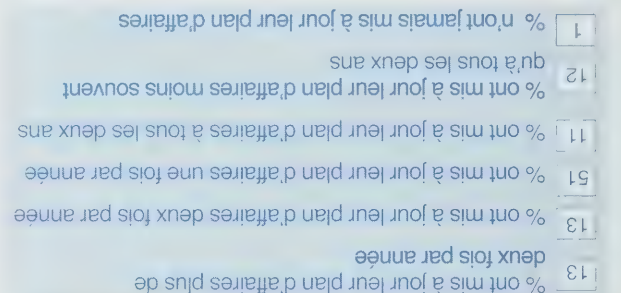 13 % ont mis à jour leur plan d'affaires plus de
deux fois par année
13 % ont mis à jour leur plan d'affaires deux fois par année
51 % ont mis à jour leur plan d'affaires une fois par année
11 % ont mis à jour leur plan d'affaires à tous les deux ans
12 % ont mis à jour leur plan d'affaires moins souvent
qu'à tous les deux ans
1 % n'ont jamais mis à jour leur plan d'affaires